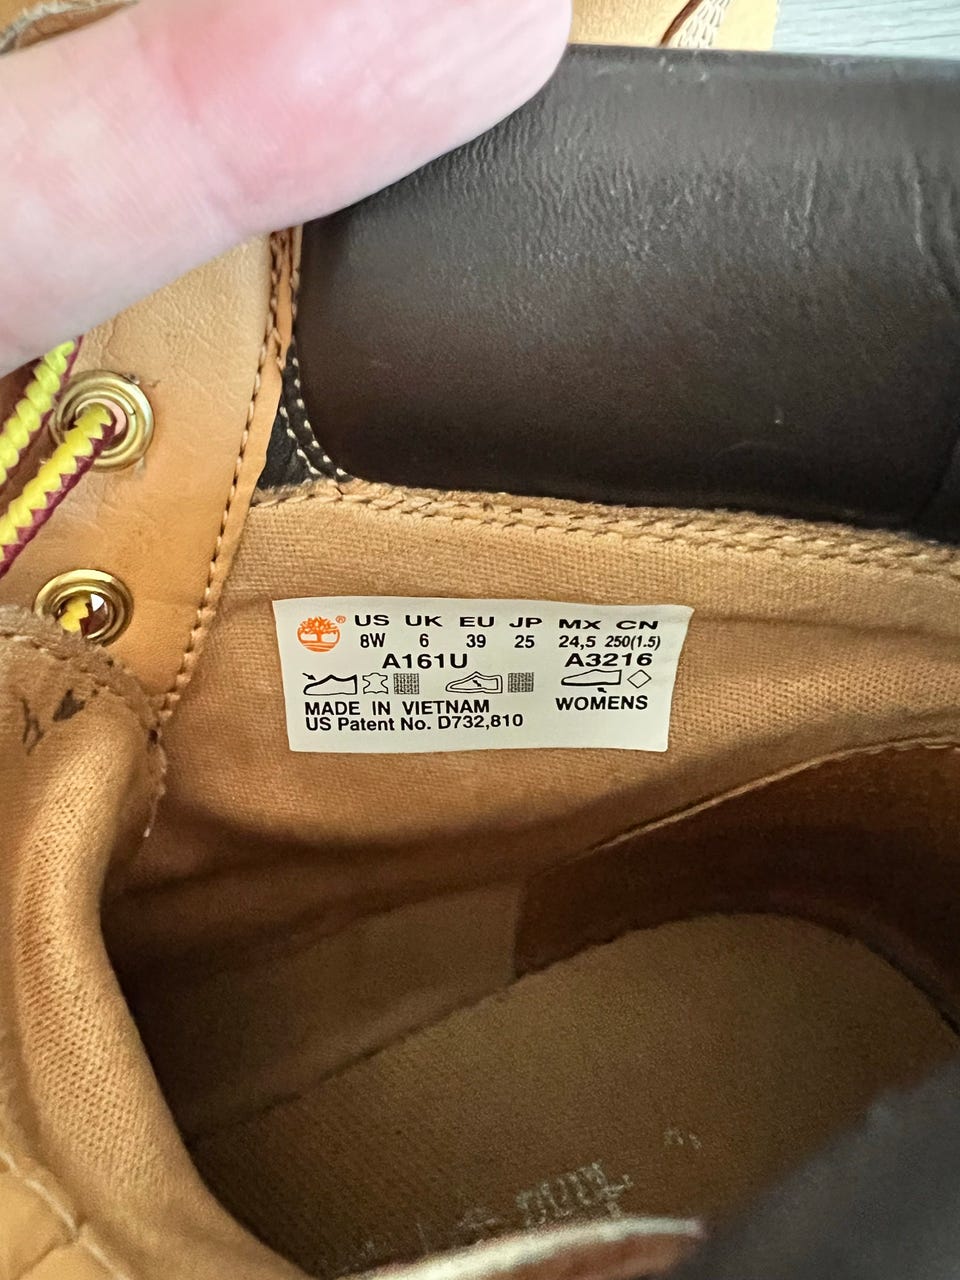 ® US UK EU JP MX CN
8W 6 39 25 24,5 250(1.5)
A161U A3216
MADE IN VIETNAM WOMENS
US Patent No. D732,810